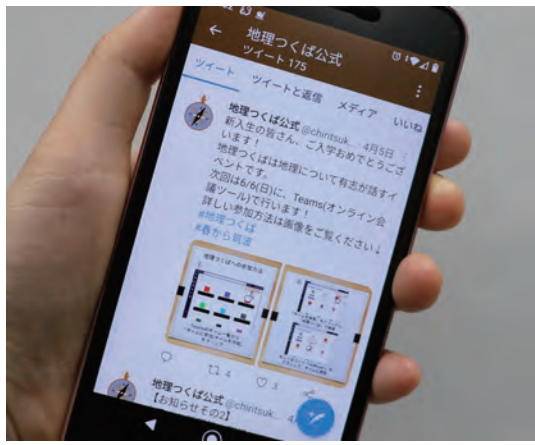 地理つくば公式
ツイート 175
ツイート ツイートと返信 メディア いいね
地理つくば公式 @chiritsuk... 4月5日
新入生の皆さん、ご入学おめでとうござ
います！
地理つくばは地理について有志が話すイ
ベントです。
次回は6/6(日)に、Teams(オンライン会
議ツール)で行います！
詳しい参加方法は画像をご覧ください↓
#地理つくば
#春から筑波
地理つくばへの参加方法
4
3
地理つくば公式 @chiritsuk...
【お知らせその2】